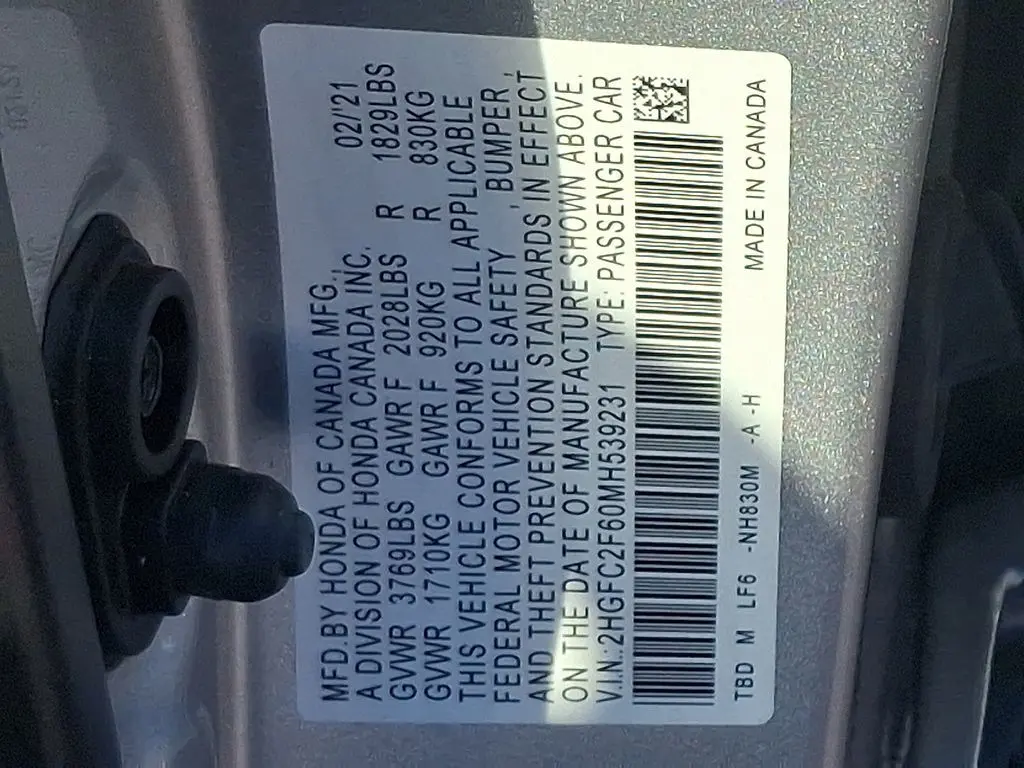 MFD.BY HONDA OF CANADA MFG., 02/21
A DIVISION OF HONDA CANADA INC.
GVWR 3769LBS GAWR F 2028LBS R 1829LBS
GVWR 1710KG GAWR F 920KG R 830KG
THIS VEHICLE CONFORMS TO ALL APPLICABLE
FEDERAL MOTOR VEHICLE SAFETY , BUMPER ,
AND THEFT PREVENTION STANDARDS IN EFFECT
ON THE DATE OF MANUFACTURE SHOWN ABOVE.
V.I.N.:2HGFC2F60MH539231 TYPE: PASSENGER CAR
TBD M LF6 -NH830M -A -H MADE IN CANADA